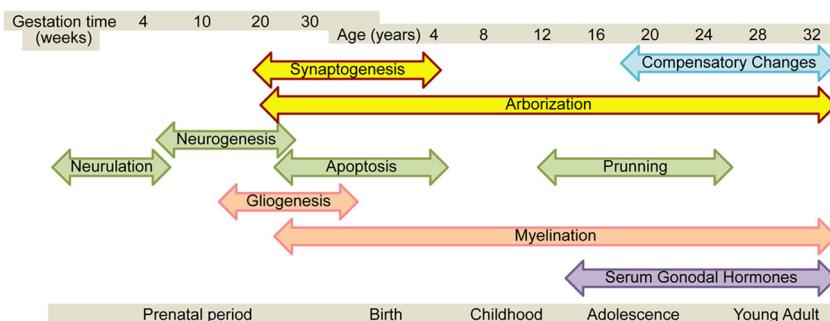 Gestation time 4 10 20 30
(weeks)
Age (years) 4 8 12 16 20 24 28 32
Synaptogenesis
Compensatory Changes
Arborization
Neurogenesis
Neurulation
Apoptosis
Prunning
Gliogenesis
Myelination
Serum Gonodal Hormones
Prenatal period Birth Childhood Adolescence Young Adult